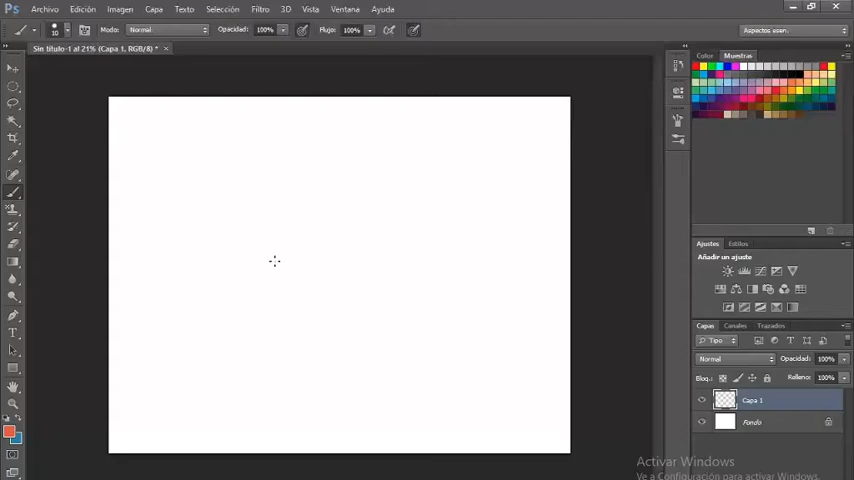 Ps Archivo Edición Imagen Capa Texto Selección Filtro 3D Vista Ventana Ayuda
10 Modo: Normal Opacidad: 100% Flujo: 100% Aspectos esen.
Sin título-1 al 21% (Capa 1, RGB/8) * ×
Color Muestras
Ajustes Estilos
Añadir un ajuste
Capas Canales Trazados
Tipo
Normal Opacidad: 100%
Bloq.: Relleno: 100%
Capa 1
Fondo
Activar Windows
Ve a Configuración para activar Windows.